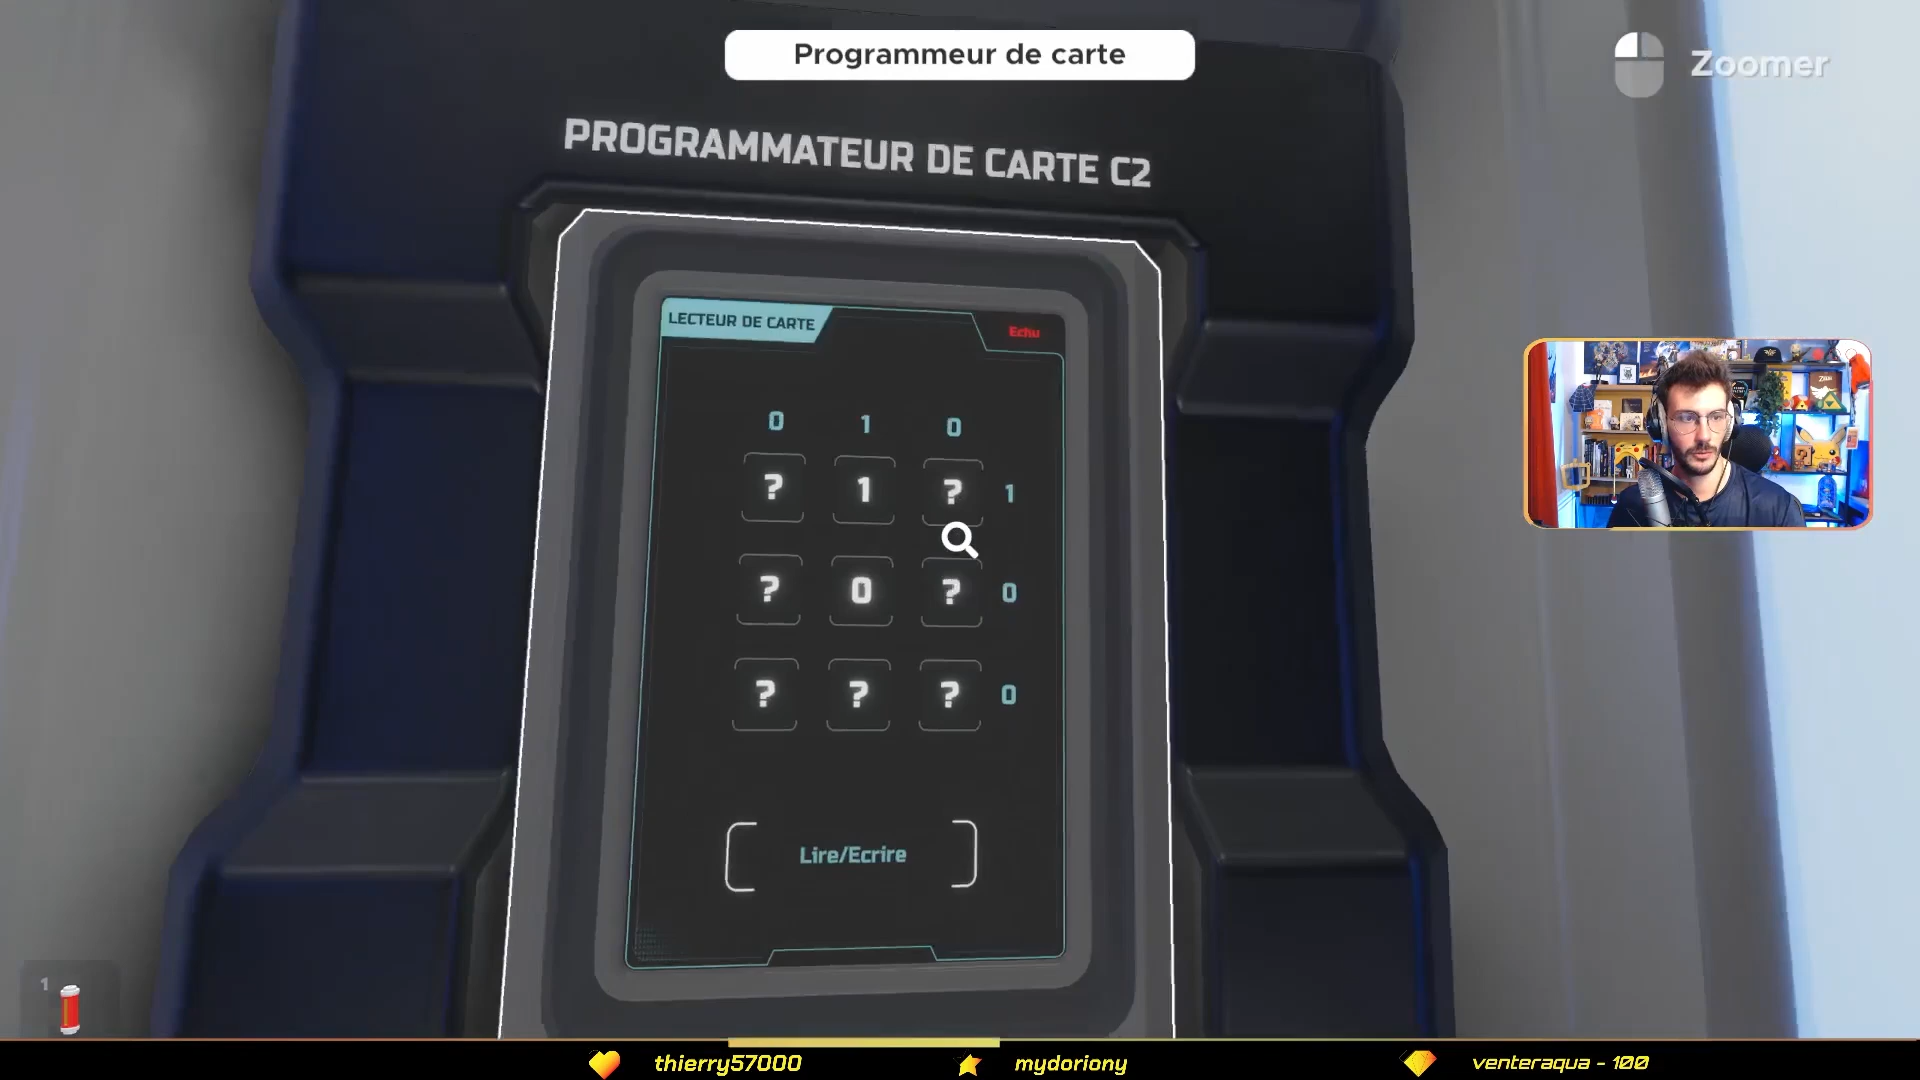 Programmeur de carte
Zoomer
PROGRAMMATEUR DE CARTE C2
LECTEUR DE CARTE
Echu
0 1 0
? 1 ? 1
? 0 ? 0
? ? ? 0
Lire/Ecrire
1
thierry57000
mydoriony
venteraqua - 100